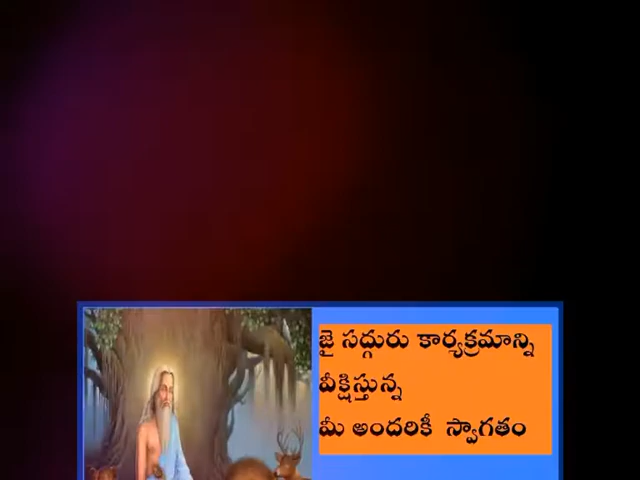 జై సద్గురు కార్యక్రమాన్ని
వీక్షిస్తున్న
మీ అందరికీ స్వాగతం